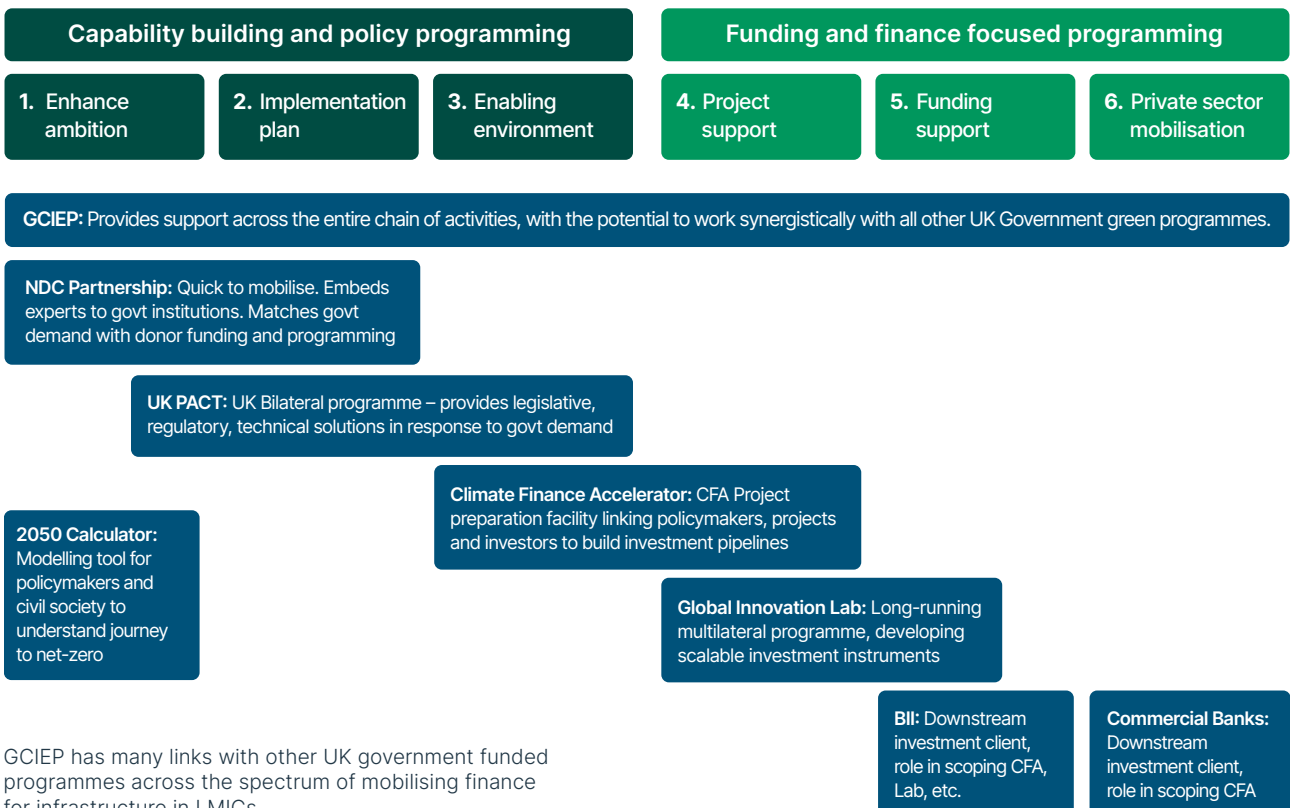 Capability building and policy programming
Funding and finance focused programming
1. Enhance
ambition
2. Implementation
plan
3. Enabling
environment
4. Project
support
5. Funding
support
6. Private sector
mobilisation
GCIEP: Provides support across the entire chain of activities, with the potential to work synergistically with all other UK Government green programmes.
NDC Partnership: Quick to mobilise. Embeds
experts to govt institutions. Matches govt
demand with donor funding and programming
UK PACT: UK Bilateral programme – provides legislative,
regulatory, technical solutions in response to govt demand
Climate Finance Accelerator: CFA Project
preparation facility linking policymakers, projects
and investors to build investment pipelines
2050 Calculator:
Modelling tool for
policymakers and
civil society to
understand journey
to net-zero
Global Innovation Lab: Long-running
multilateral programme, developing
scalable investment instruments
BII: Downstream
investment client,
role in scoping CFA,
Lab, etc.
Commercial Banks:
Downstream
investment client,
role in scoping CFA
GCIEP has many links with other UK government funded
programmes across the spectrum of mobilising finance
for infrastructure in LMICs